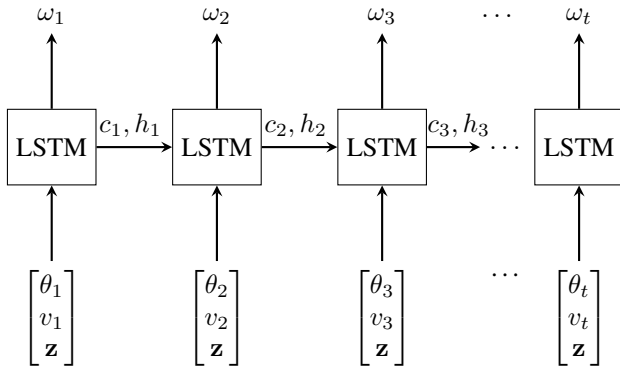 ω₁ ω₂ ω₃ ⋯ ωₜ
LSTM c₁, h₁ LSTM c₂, h₂ LSTM c₃, h₃ ⋯ LSTM
[θ₁ [θ₂ [θ₃ ⋯ [θₜ
v₁ v₂ v₃ vₜ
z] z] z] z]